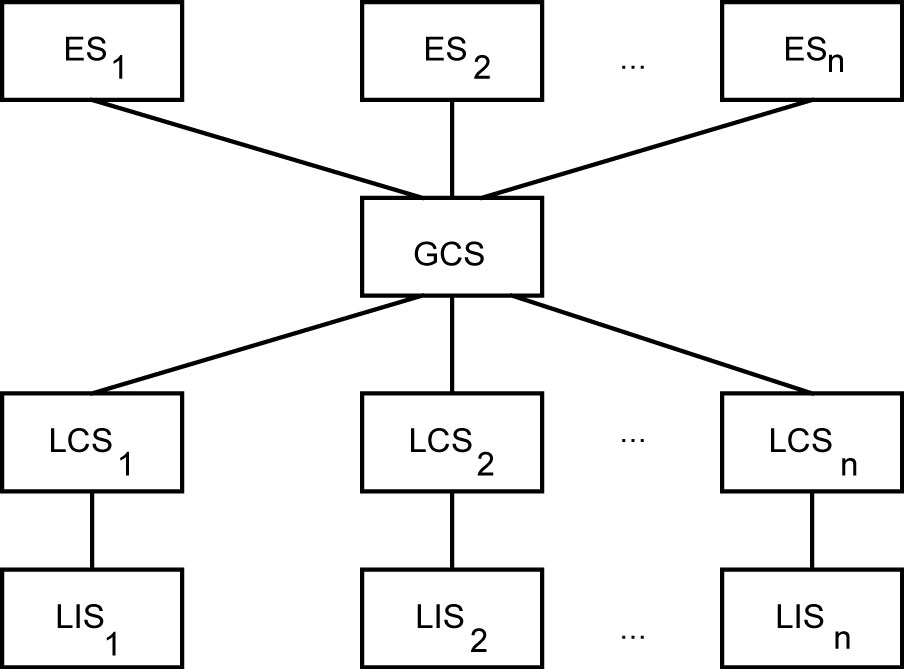 ES1 ES2 ... ESn
GCS
LCS1 LCS2 ... LCSn
LIS1 LIS2 ... LISn